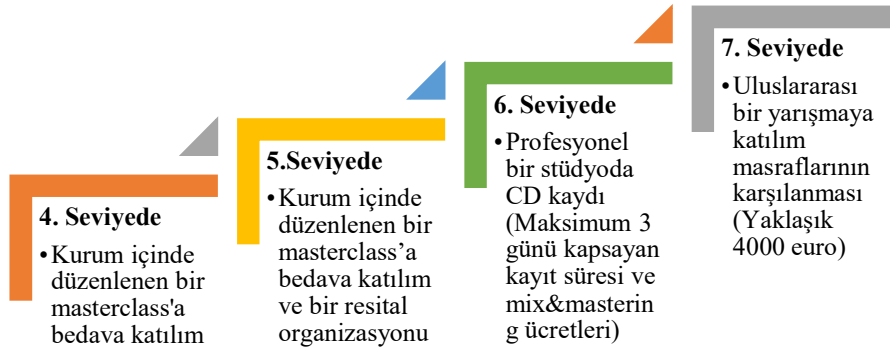 4. Seviyede
•Kurum içinde
düzenlenen bir
masterclass'a
bedava katılım
5.Seviyede
•Kurum içinde
düzenlenen bir
masterclass’a
bedava katılım
ve bir resital
organizasyonu
6. Seviyede
•Profesyonel
bir stüdyoda
CD kaydı
(Maksimum 3
günü kapsayan
kayıt süresi ve
mix&masterin
g ücretleri)
7. Seviyede
•Uluslararası
bir yarışmaya
katılım
masraflarının
karşılanması
(Yaklaşık
4000 euro)